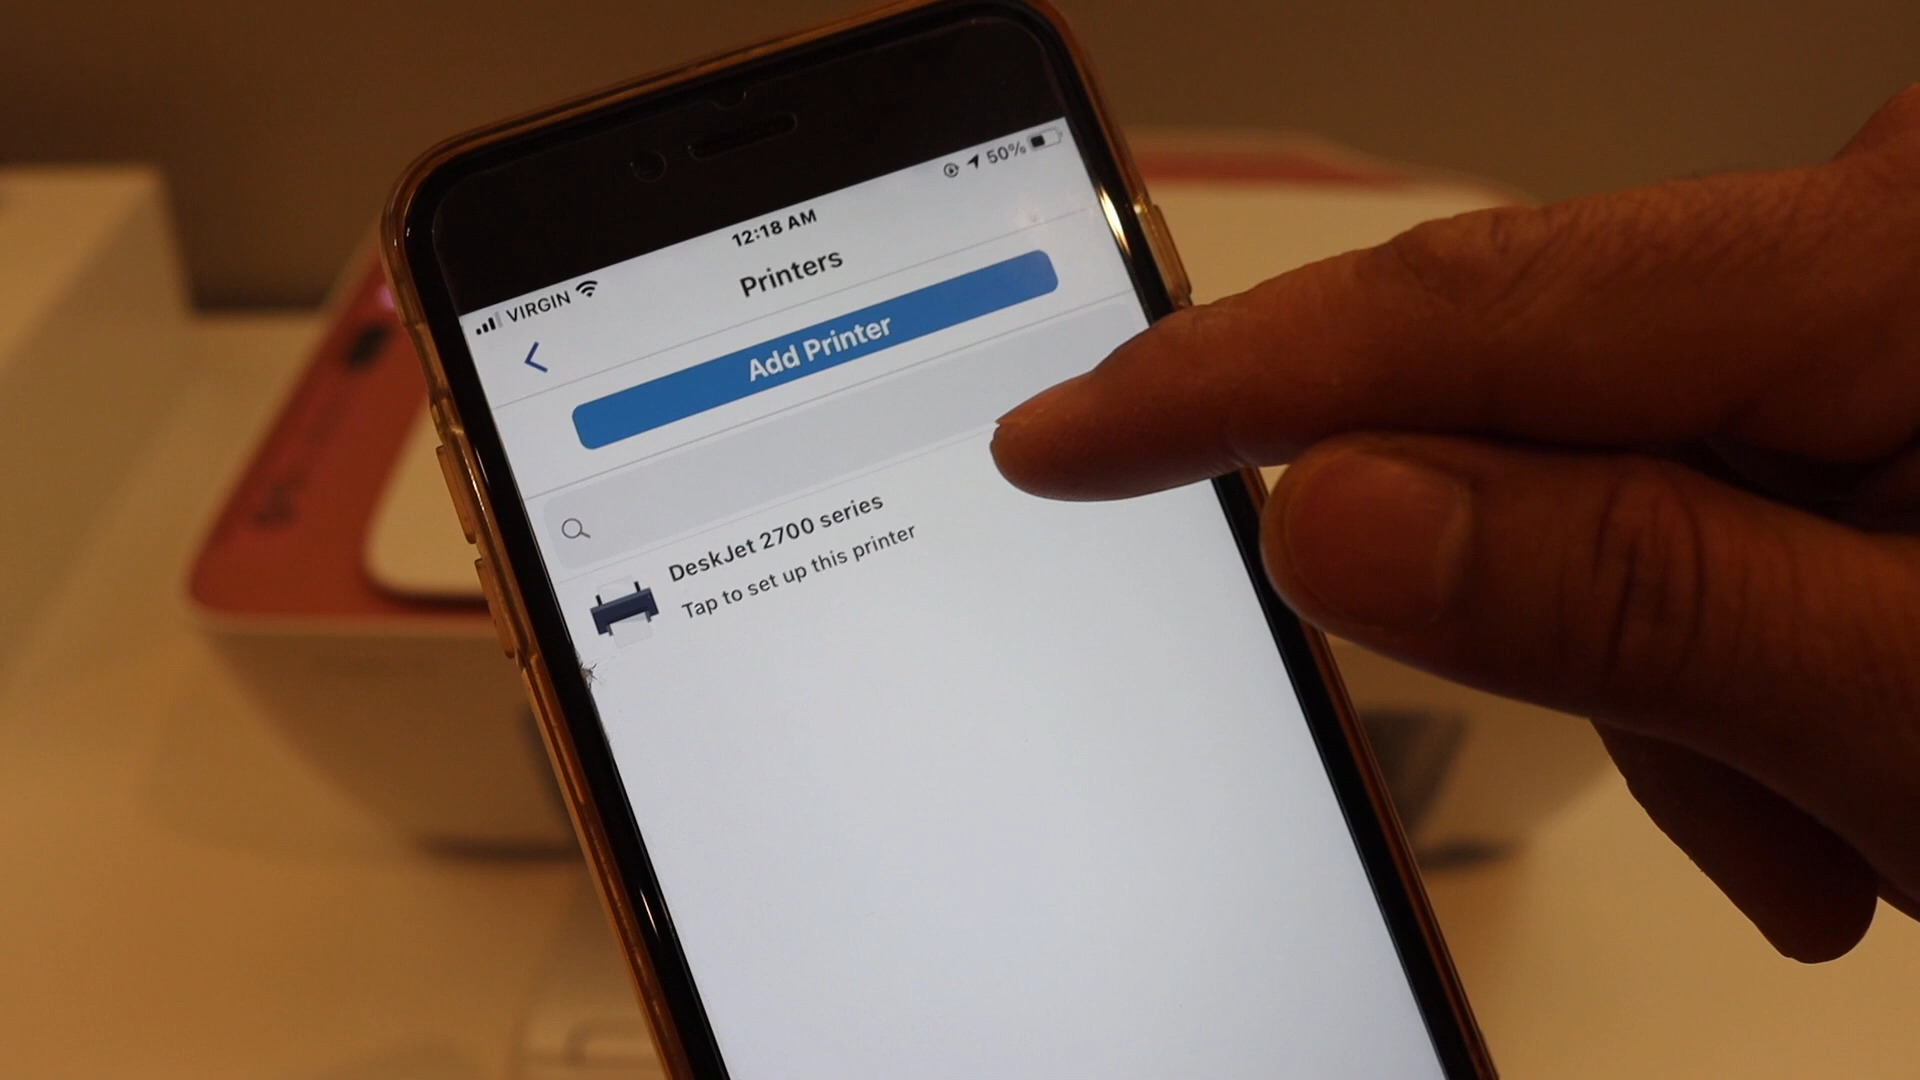 VIRGIN
12:18 AM
50%
Printers
Add Printer
DeskJet 2700 series
Tap to set up this printer